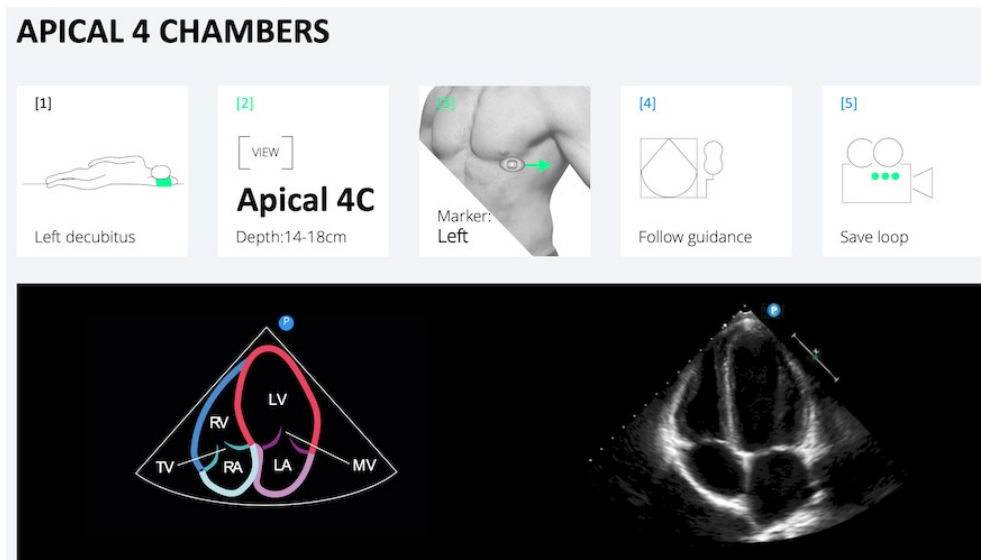 APICAL 4 CHAMBERS
[1]
Left decubitus
[2]
VIEW
Apical 4C
Depth:14-18cm
[3]
Marker:
Left
[4]
Follow guidance
[5]
Save loop
P
LV
RV
TV
RA
LA
MV
P